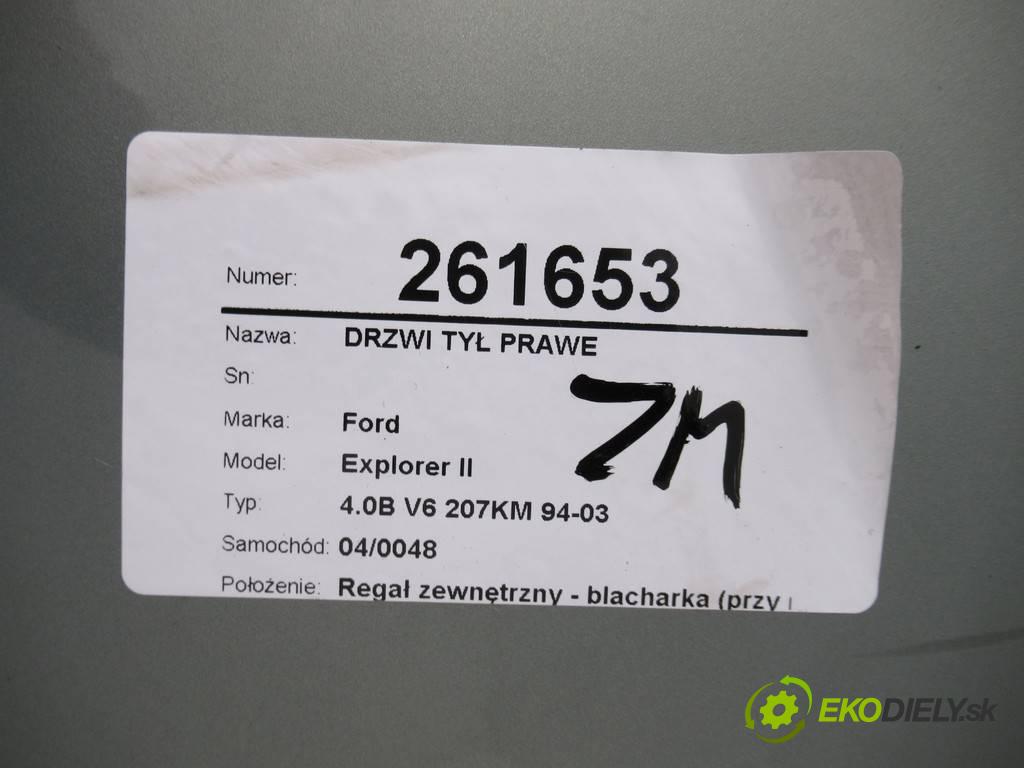 Numer: 261653
Nazwa: DRZWI TYŁ PRAWE
Sn:
Marka: Ford
Model: Explorer II
Typ: 4.0B V6 207KM 94-03
Samochód: 04/0048
Położenie: Regał zewnętrzny - blacharka (przy
ZM
EKODIELY.sk